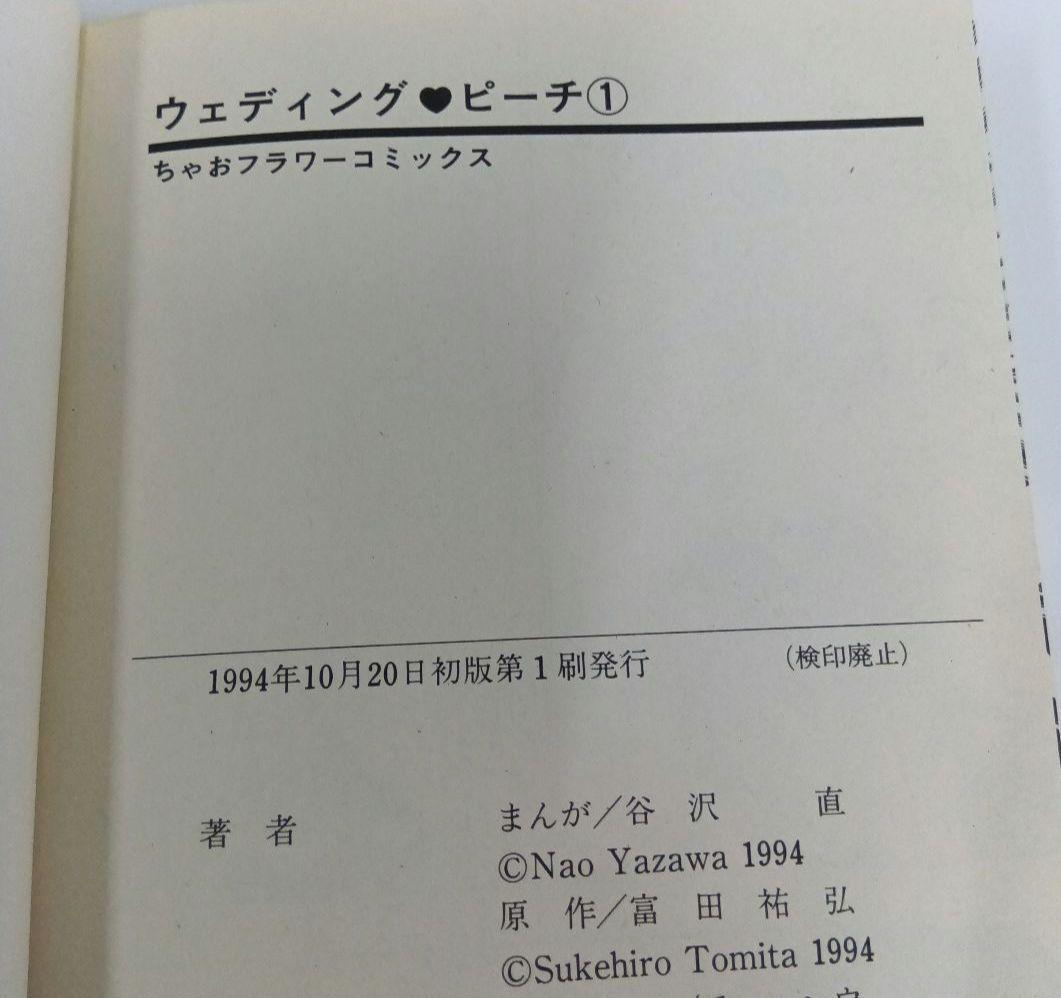 ウェディング♥ピーチ①
ちゃおフラワーコミックス
1994年10月20日初版第1刷発行 (検印廃止)
著 者 まんが/谷 沢 直
©Nao Yazawa 1994
原 作/富 田 祐 弘
©Sukehiro Tomita 1994